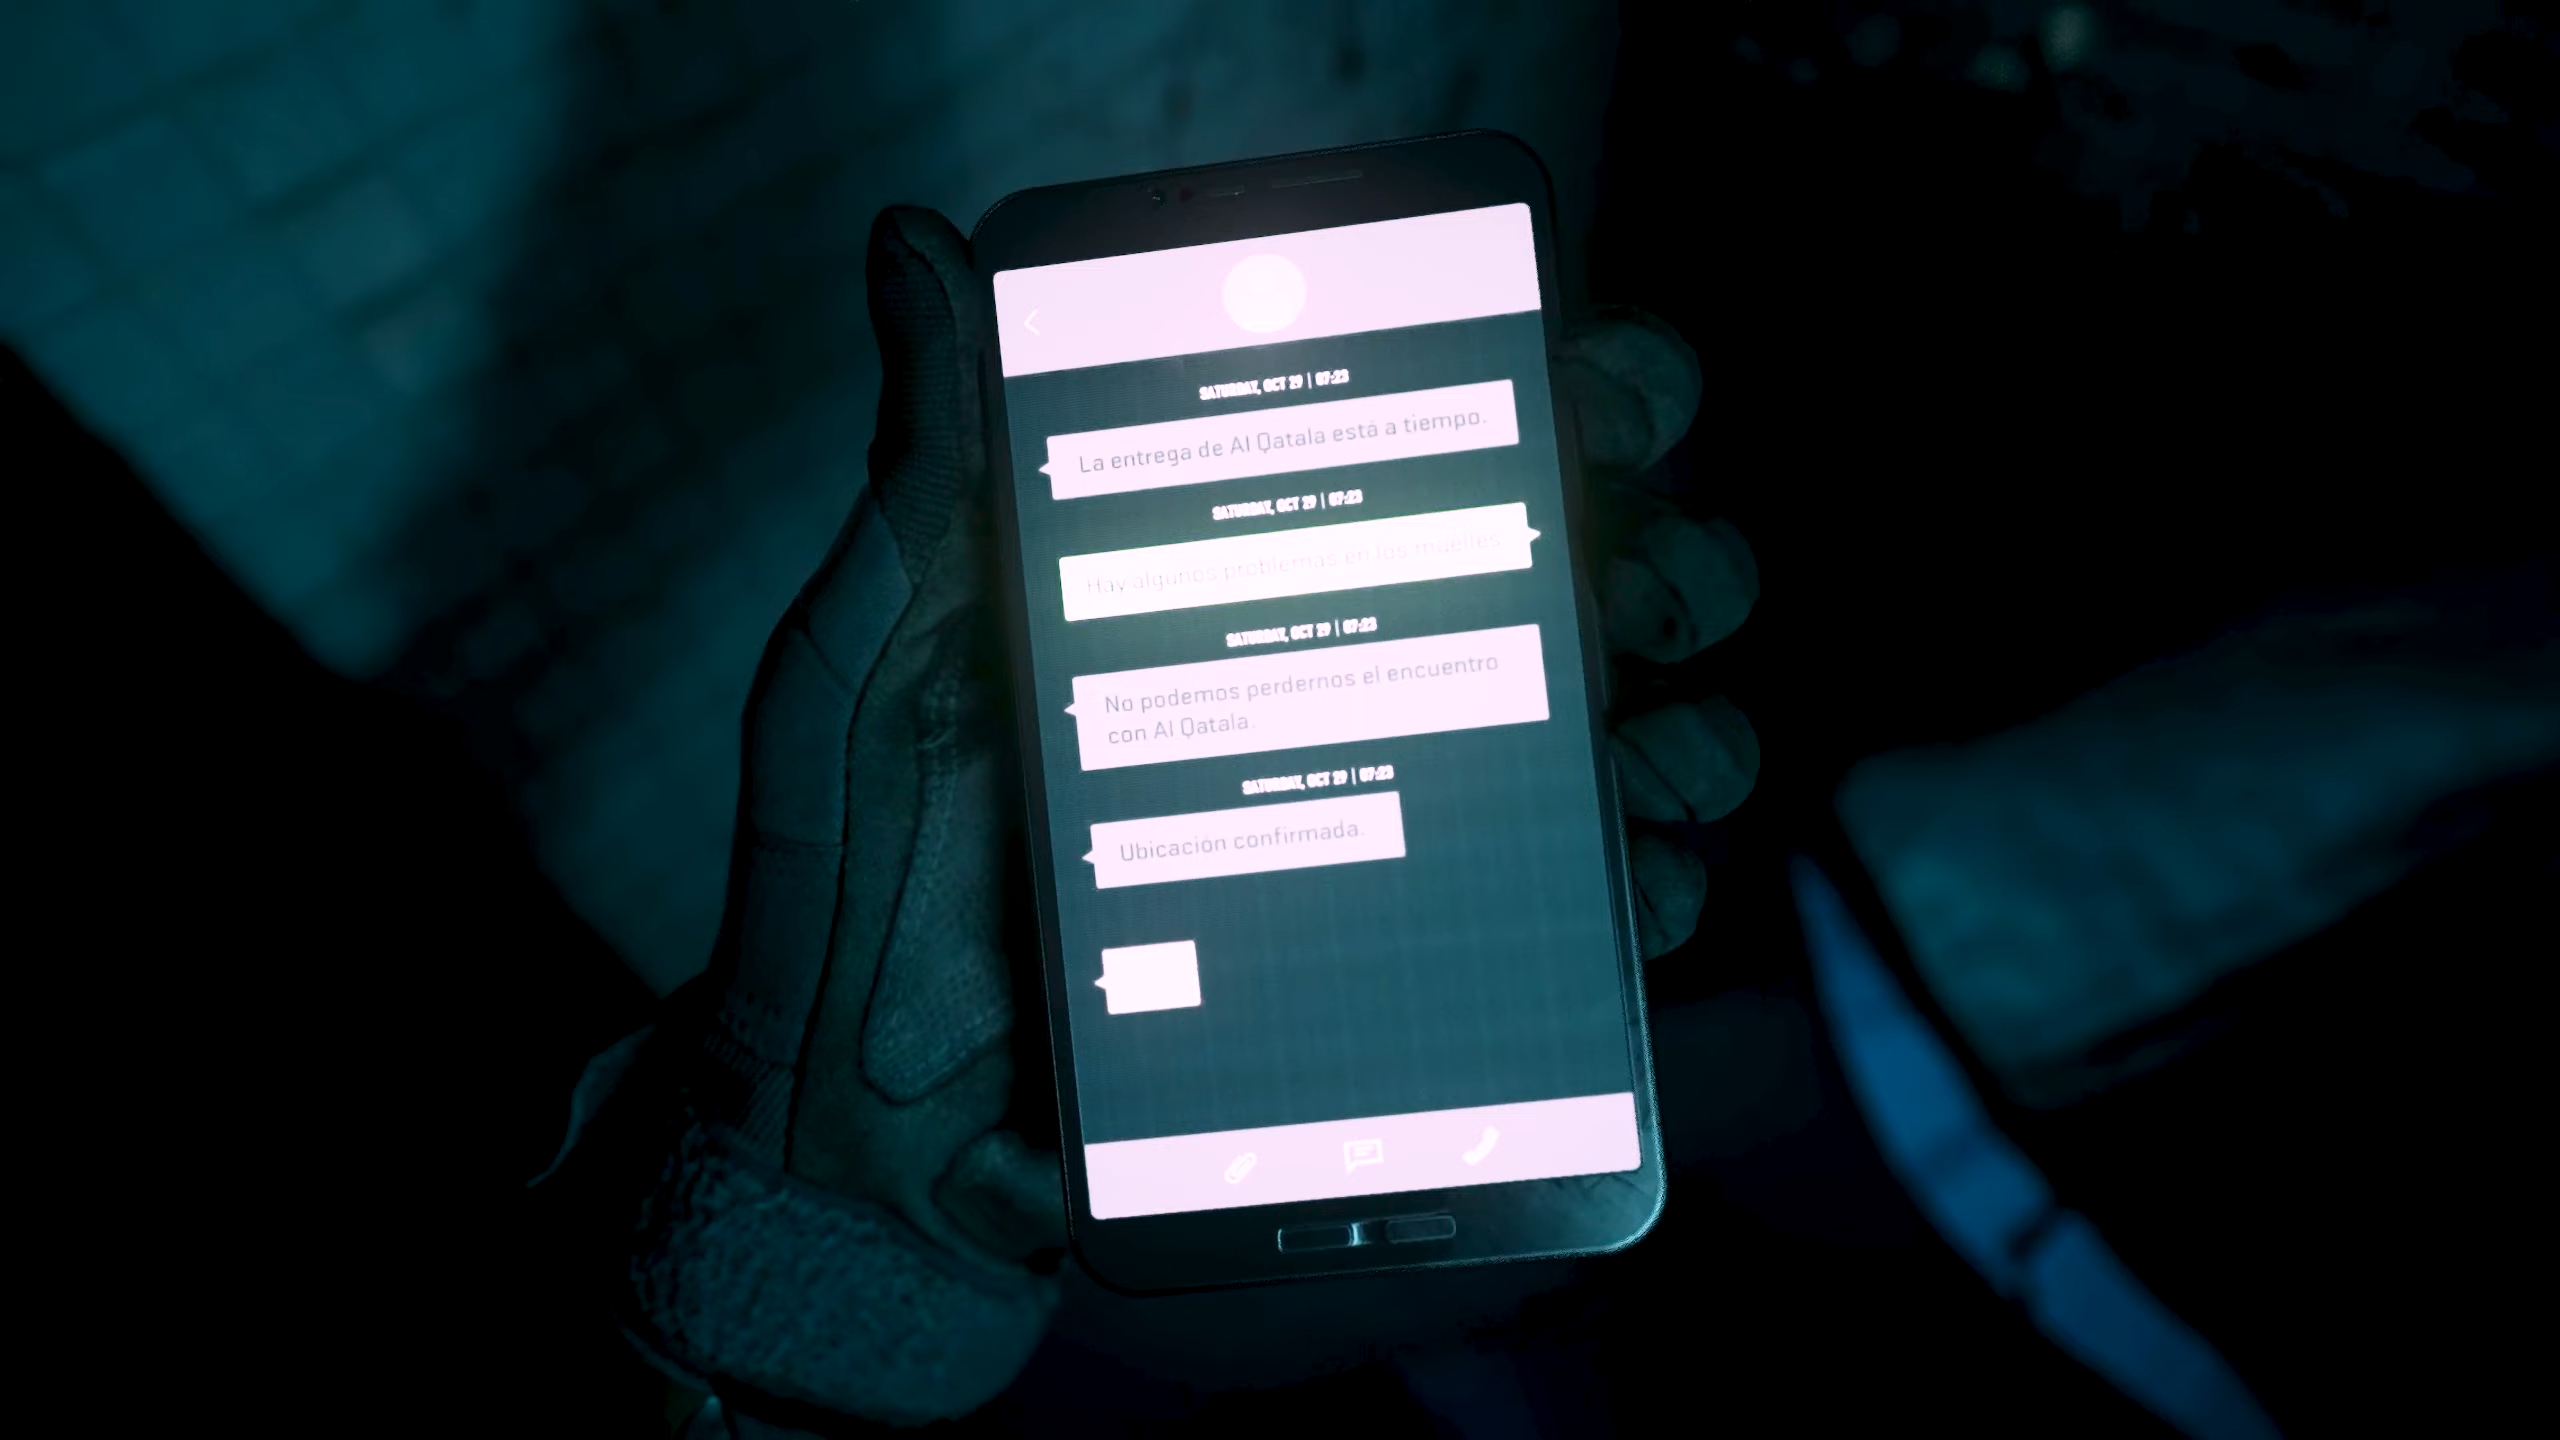 SATURDAY, OCT 29 | 07:23
La entrega de Al Qatala está a tiempo.
SATURDAY, OCT 29 | 07:23
Hay algunos problemas en los muelles
SATURDAY, OCT 29 | 07:23
No podemos perdernos el encuentro
con Al Qatala.
SATURDAY, OCT 29 | 07:23
Ubicación confirmada.